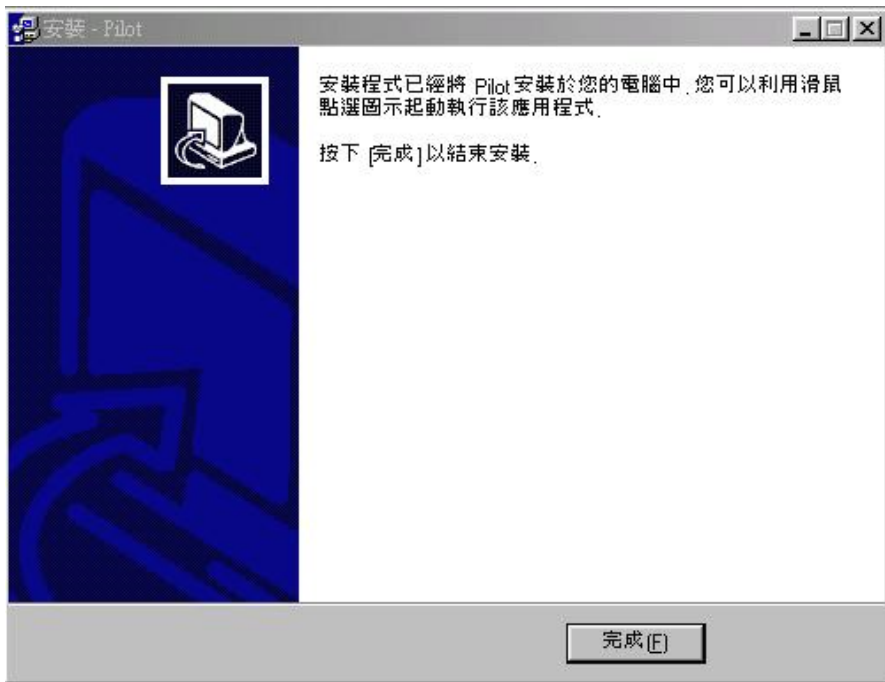 安裝 - Pilot
安裝程式已經將 Pilot 安裝於您的電腦中. 您可以利用滑鼠
點選圖示起動執行該應用程式.
按下 [完成] 以結束安裝.
完成(F)